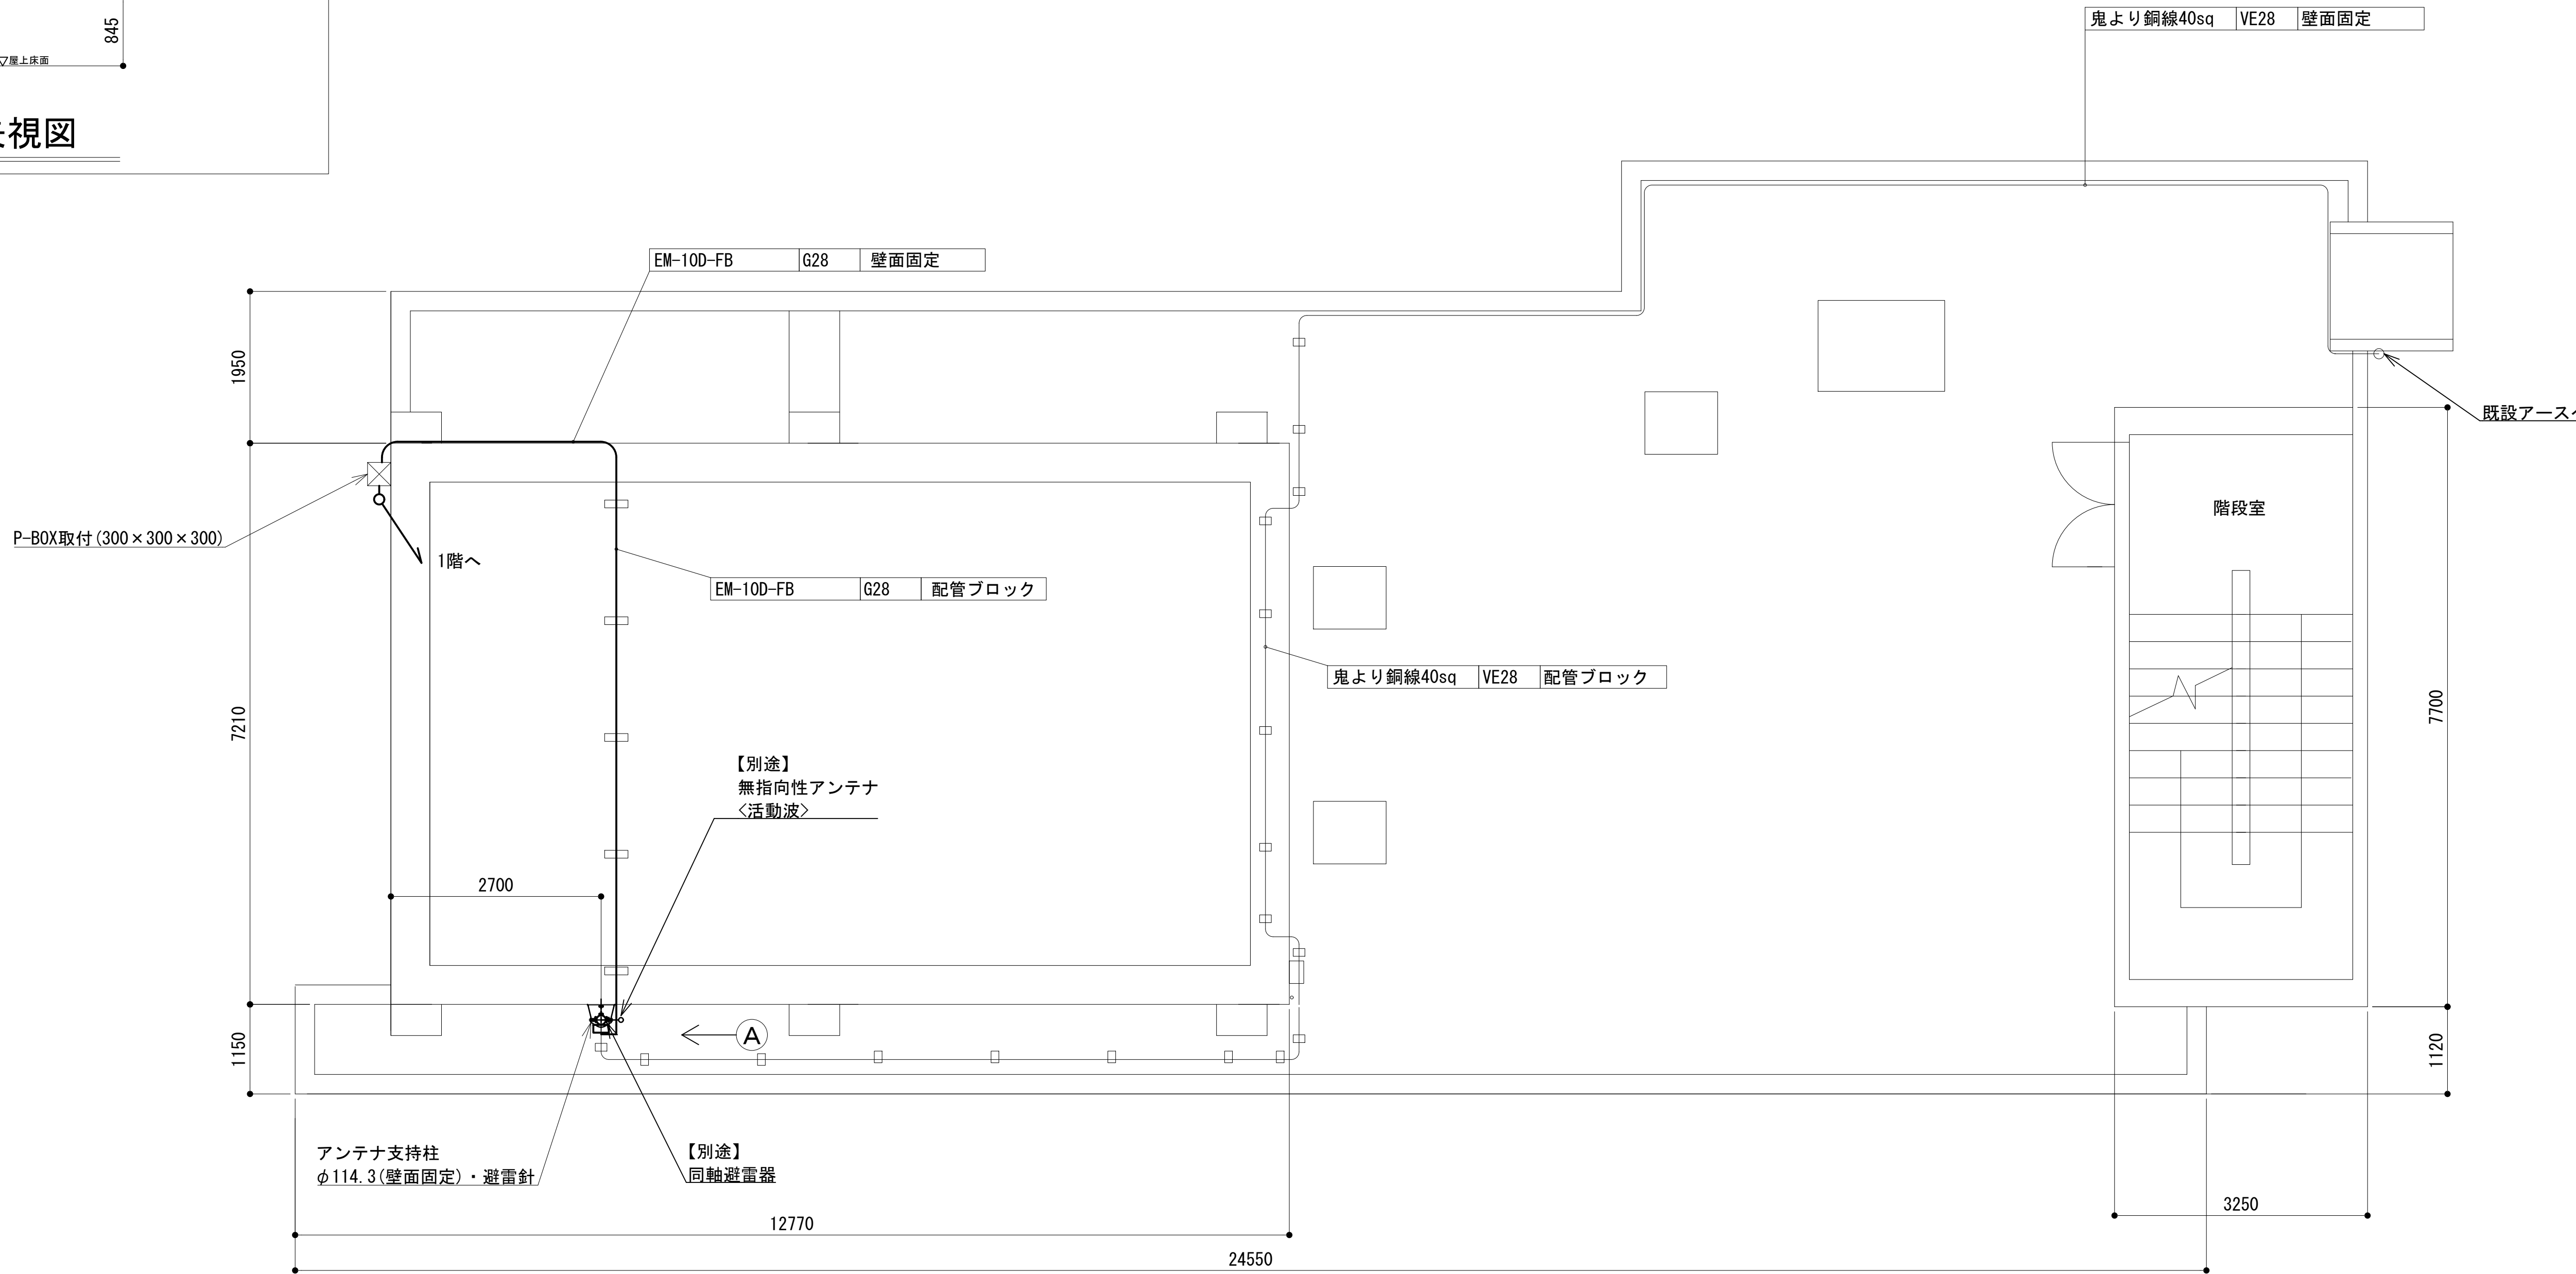 845
▽屋上床面
視図
鬼より銅線40sq VE28 壁面固定
EM-10D-FB G28 壁面固定
1950
既設アースへ
階段室
P-BOX取付(300×300×300)
1階へ
EM-10D-FB G28 配管ブロック
鬼より銅線40sq VE28 配管ブロック
7210
7700
【別途】
無指向性アンテナ
<活動波>
2700
A
1150
1120
アンテナ支持柱
φ114.3(壁面固定)・避雷針
【別途】
同軸避雷器
3250
12770
24550